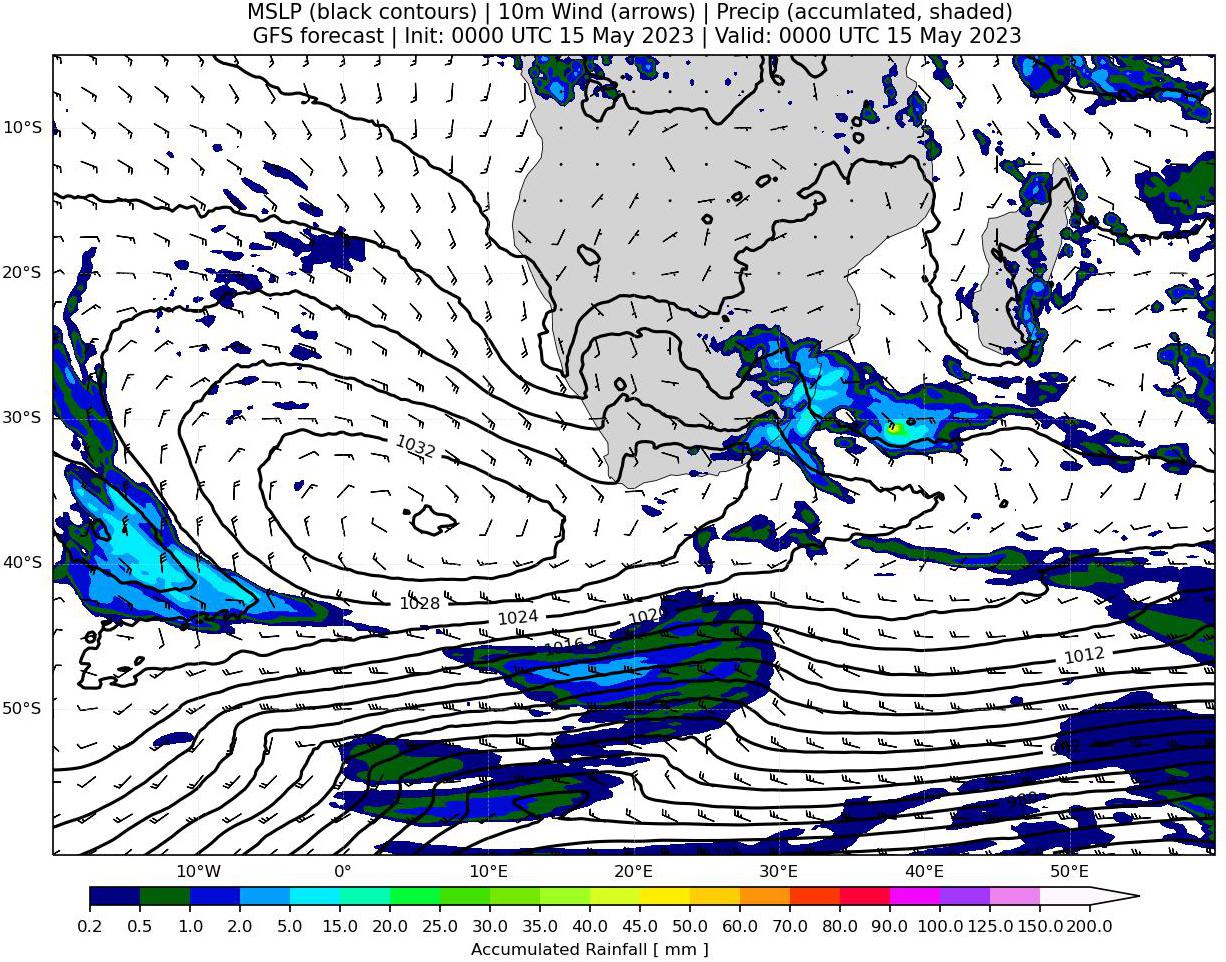 MSLP (black contours) | 10m Wind (arrows) | Precip (accumlated, shaded)
GFS forecast | Init: 0000 UTC 15 May 2023 | Valid: 0000 UTC 15 May 2023
10°S
20°S
30°S
40°S
50°S
1032
1028
1024
1020
1016
1012
10°W
0°
10°E
20°E
30°E
40°E
50°E
0.2 0.5 1.0 2.0 5.0 10.0 15.0 20.0 25.0 30.0 35.0 40.0 45.0 50.0 60.0 70.0 80.0 90.0 100.0 125.0 150.0 200.0
Accumulated Rainfall [ mm ]